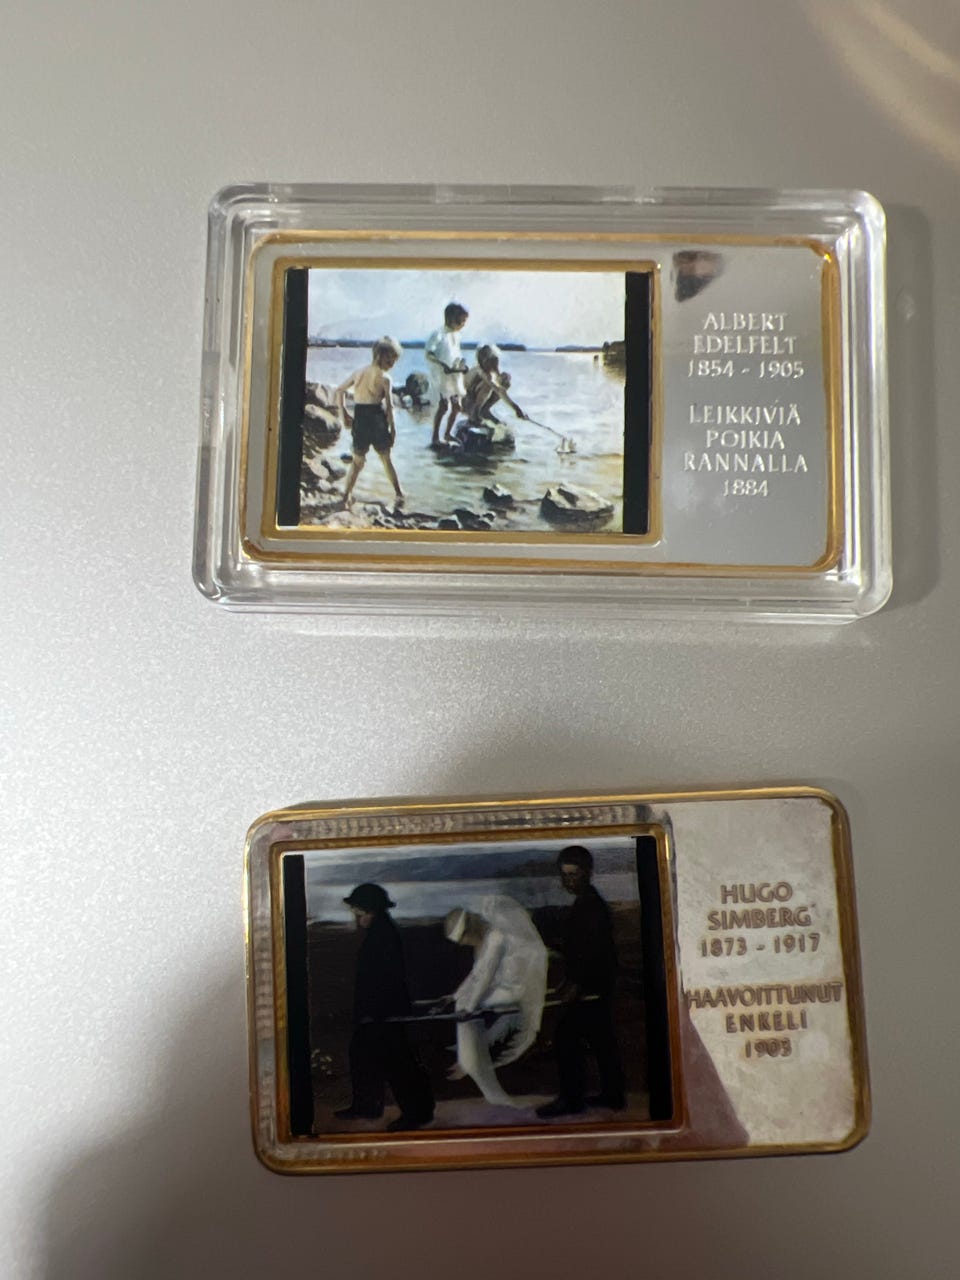 ALBERT
EDELFELT
1854 - 1905
LEIKKIVIÄ
POIKIA
RANNALLA
1884
HUGO
SIMBERG
1873 - 1917
HAAVOITTUNUT
ENKELI
1903